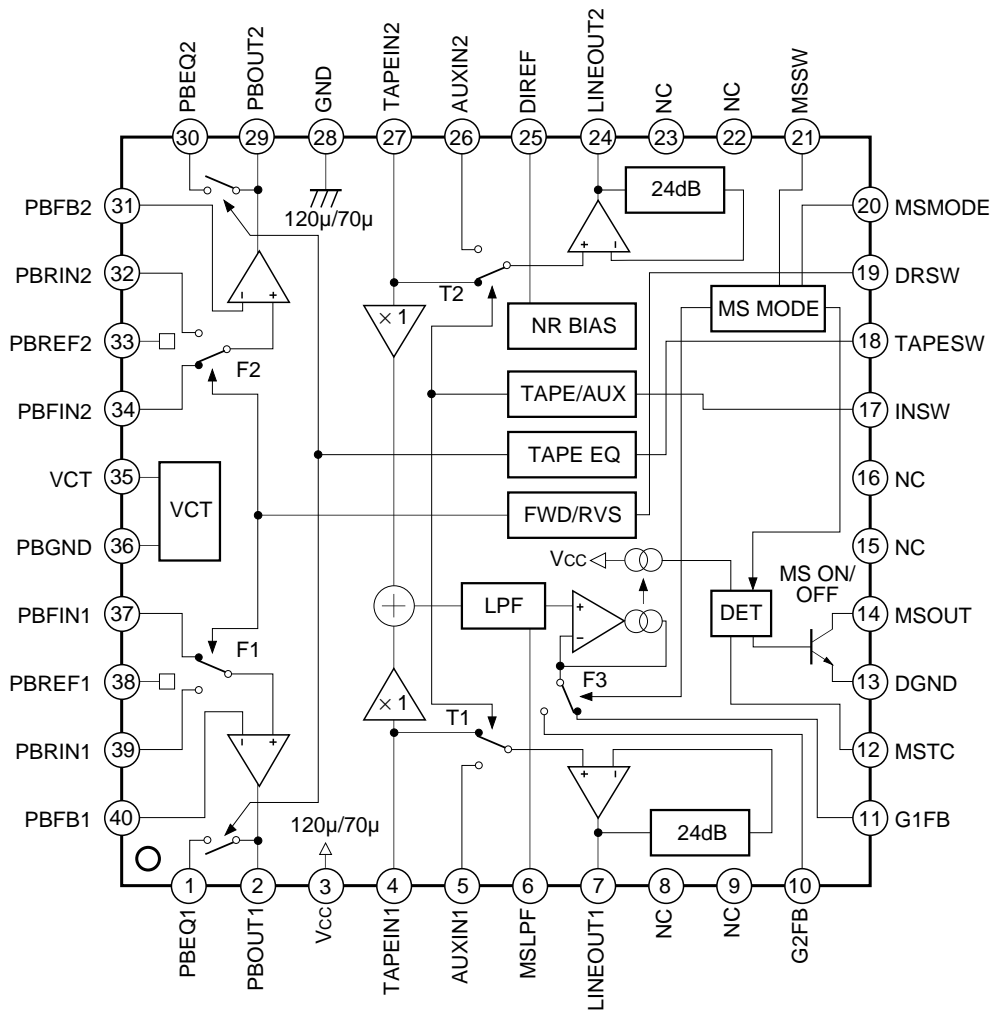 PBEQ2
PBOUT2
GND
TAPEIN2
AUXIN2
DIREF
LINEOUT2
NC
NC
MSSW
30 29 28 27 26 25 24 23 22 21
PBFB2 31
120µ/70µ
24dB
20 MSMODE
PBRIN2 32
– +
+ –
19 DRSW
T2
× 1
NR BIAS
MS MODE
PBREF2 33
18 TAPESW
F2
PBFIN2 34
TAPE/AUX
17 INSW
VCT 35
TAPE EQ
16 NC
VCT
FWD/RVS
PBGND 36
Vcc
15 NC
MS ON/
OFF
PBFIN1 37
+
LPF
+
–
DET
14 MSOUT
F1
F3
PBREF1 38
× 1
13 DGND
T1
PBRIN1 39
– +
+ –
12 MSTC
PBFB1 40
120µ/70µ
24dB
11 G1FB
1 2 3 4 5 6 7 8 9 10
PBEQ1
PBOUT1
Vcc
TAPEIN1
AUXIN1
MSLPF
LINEOUT1
NC
NC
G2FB